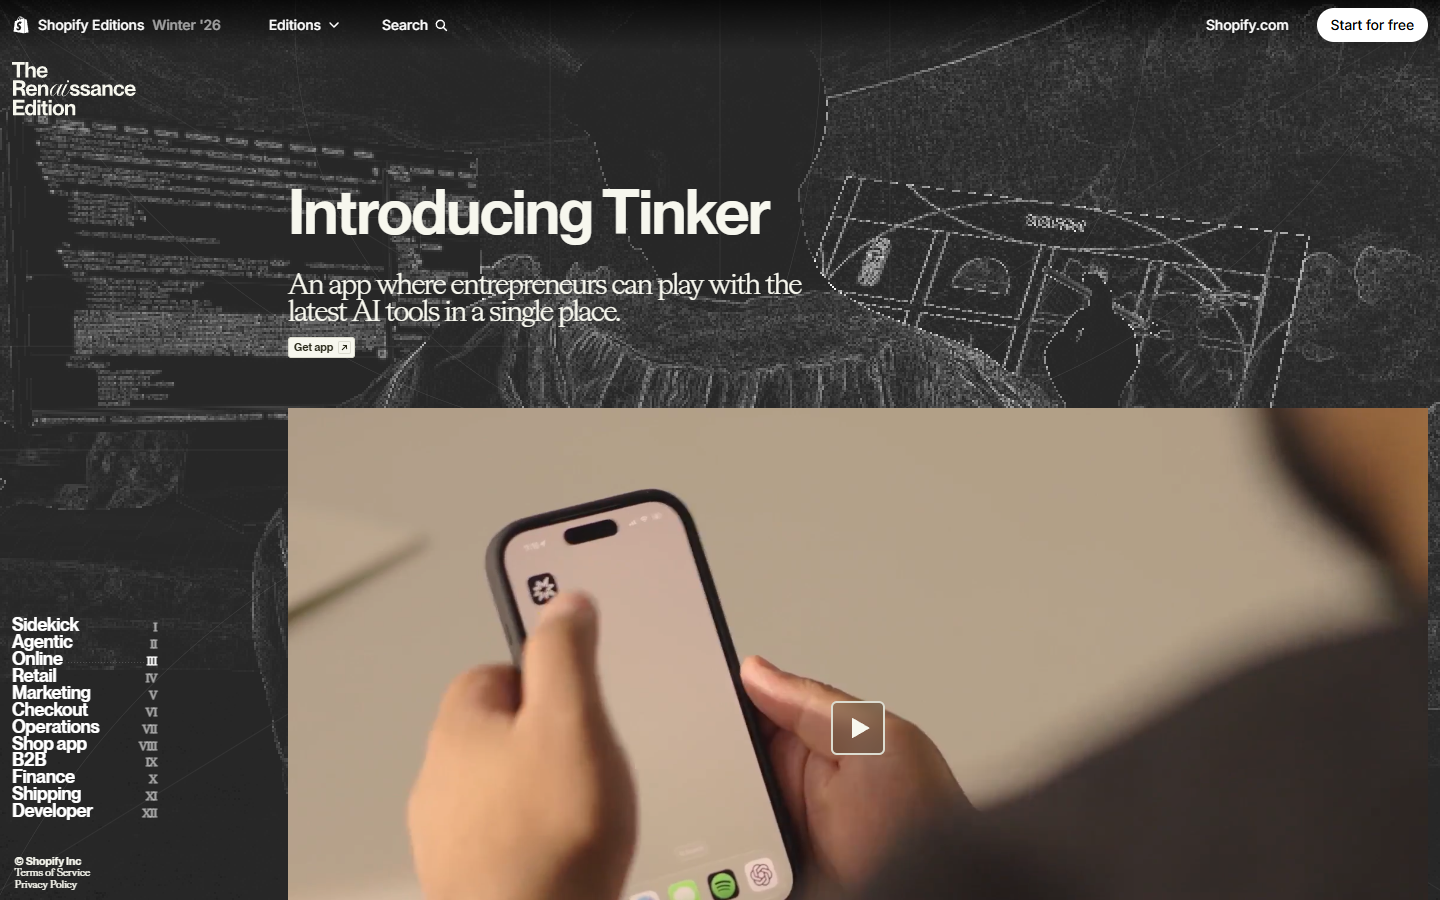 Shopify Editions Winter '26
Editions
Search
Shopify.com
Start for free
The
Renaissance
Edition
Introducing Tinker
An app where entrepreneurs can play with the
latest AI tools in a single place.
Get app
Sidekick I
Agentic II
Online III
Retail IV
Marketing V
Checkout VI
Operations VII
Shop app VIII
B2B IX
Finance X
Shipping XI
Developer XII
© Shopify Inc
Terms of Service
Privacy Policy